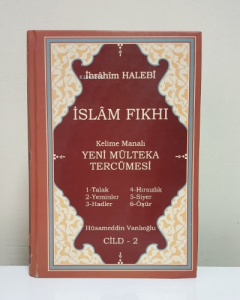 İbrahîm HALEBÎ
İSLÂM FIKHI
Kelime Manalı
YENİ MÜLTEKA
TERCÜMESİ
1-Talak 4-Hırsızlık
2-Yeminler 5-Siyer
3-Hadler 6-Öşür
Hüsameddin Vanlıoğlu
CİLD - 2